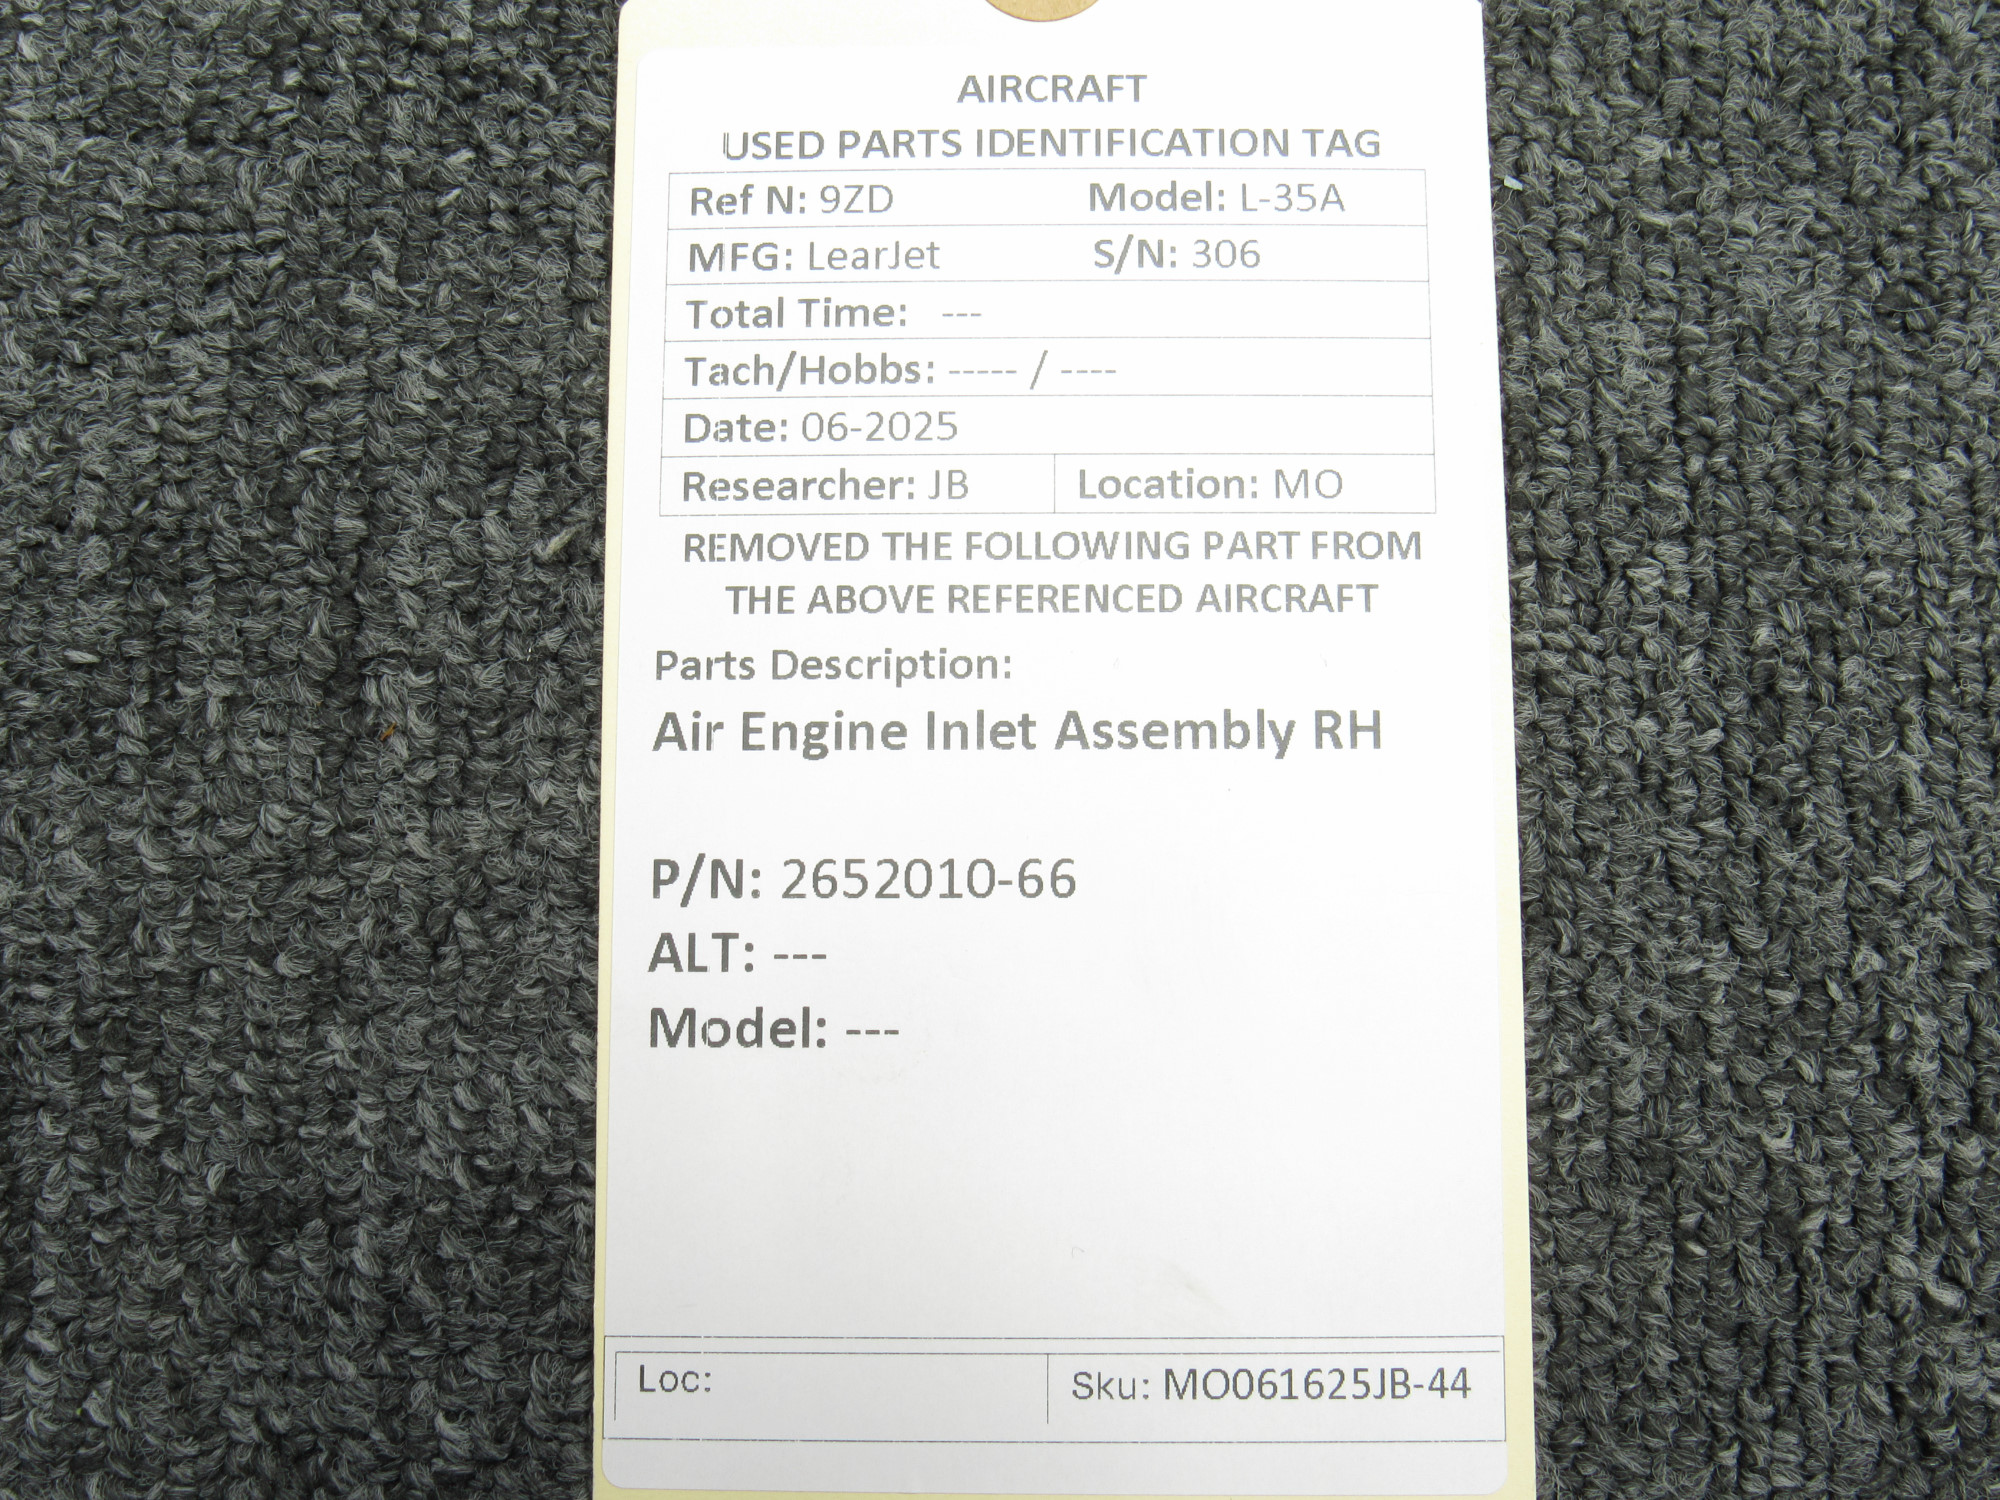 AIRCRAFT
USED PARTS IDENTIFICATION TAG
Ref N: 9ZD Model: L-35A
MFG: LearJet S/N: 306
Total Time: ---
Tach/Hobbs: ----- / ----
Date: 06-2025
Researcher: JB Location: MO
REMOVED THE FOLLOWING PART FROM
THE ABOVE REFERENCED AIRCRAFT
Parts Description:
Air Engine Inlet Assembly RH
P/N: 2652010-66
ALT: ---
Model: ---
Loc: Sku: MO061625JB-44